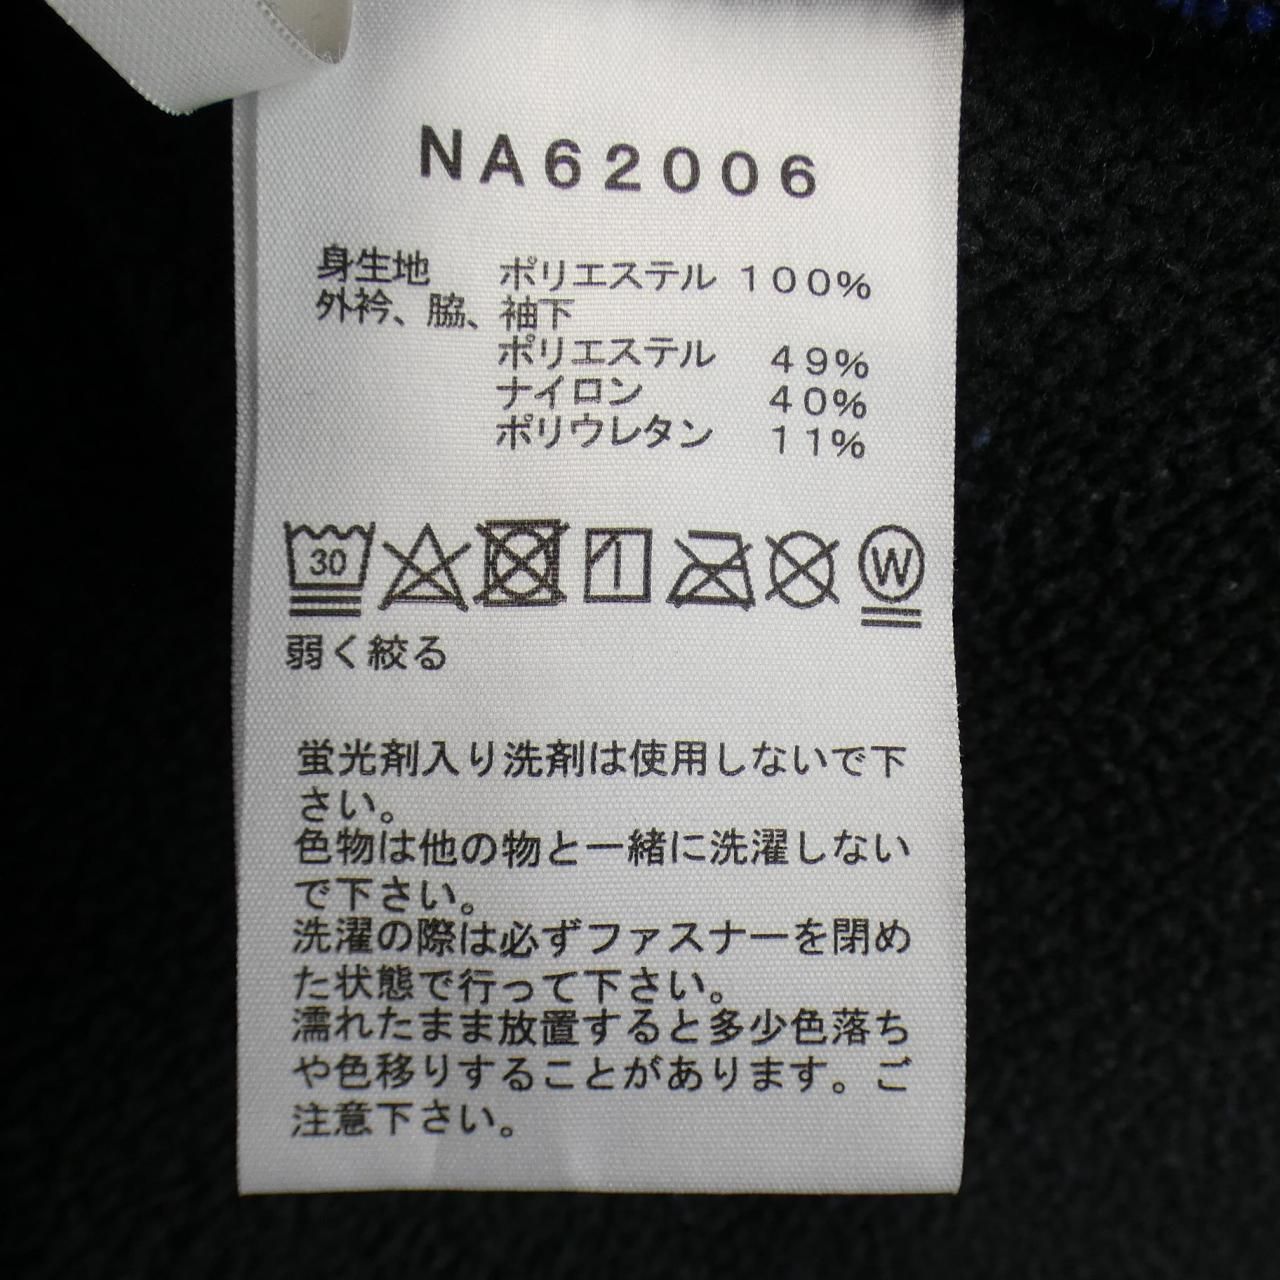 NA62006
身生地 ポリエステル 100%
外衿、脇、袖下
ポリエステル 49%
ナイロン 40%
ポリウレタン 11%
30
W
弱く絞る
蛍光剤入り洗剤は使用しないで下
さい。
色物は他の物と一緒に洗濯しない
で下さい。
洗濯の際は必ずファスナーを閉め
た状態で行って下さい。
濡れたまま放置すると多少色落ち
や色移りすることがあります。ご
注意下さい。